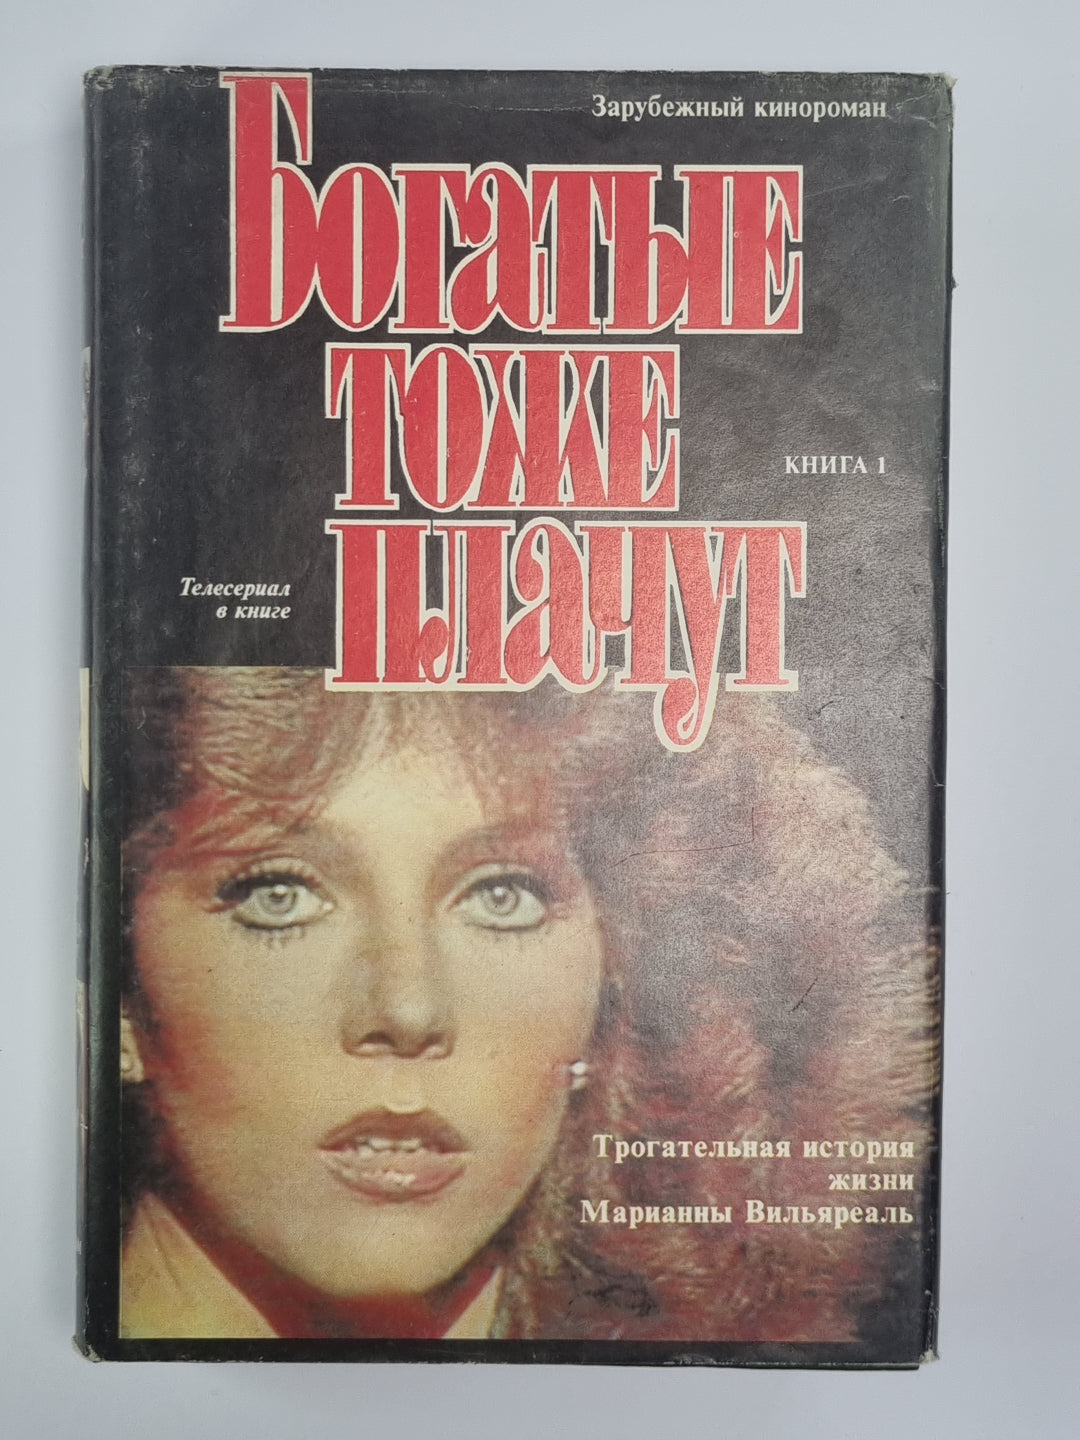 Зарубежный кинороман
Богатые
тоже
КНИГА 1
плачут
Телесериал
в книге
Трогательная история
жизни
Марианны Вильяреаль